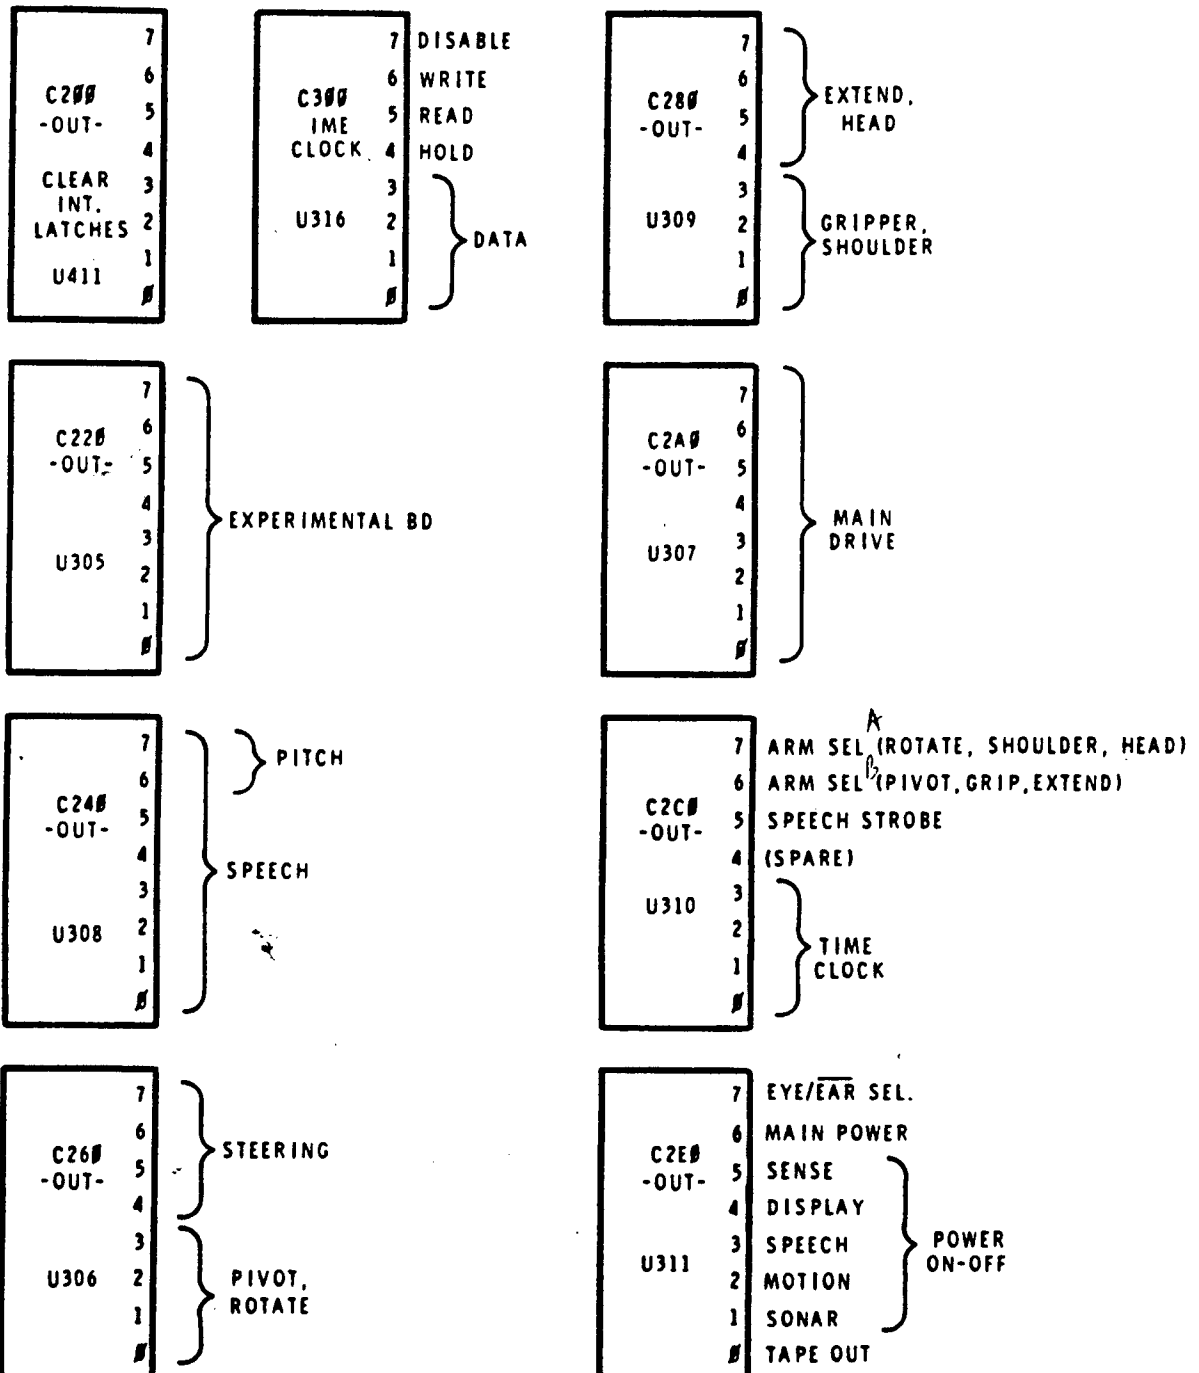 7
6
C2ØØ
5
-OUT-
4
CLEAR 3
INT.
LATCHES 2
1
U411
Ø
7 DISABLE
6 WRITE
C3ØØ
5 READ
IME
CLOCK 4 HOLD
3
U316 2
DATA
1
Ø
7
6
C28Ø
EXTEND,
HEAD
5
-OUT-
4
3
U309 2
GRIPPER,
SHOULDER
1
Ø
7
6
C22Ø
-OUT- 5
4
EXPERIMENTAL BD
3
U305
2
1
Ø
7
6
C2AØ
-OUT- 5
4
MAIN
DRIVE
3
U307
2
1
Ø
7
PITCH
6
C24Ø
5
-OUT-
4
SPEECH
3
U308 2
1
Ø
A
7 ARM SEL (ROTATE, SHOULDER, HEAD)
B
6 ARM SEL (PIVOT, GRIP, EXTEND)
C2CØ
5 SPEECH STROBE
-OUT-
4 (SPARE)
3
U310
2
TIME
CLOCK
1
Ø
7
6
STEERING
C26Ø
5
-OUT-
4
3
U306 2
PIVOT,
ROTATE
1
Ø
7 EYE/E̅A̅R̅ SEL.
6 MAIN POWER
C2EØ
5 SENSE
-OUT-
4 DISPLAY
3 SPEECH
POWER
ON-OFF
U311
2 MOTION
1 SONAR
Ø TAPE OUT